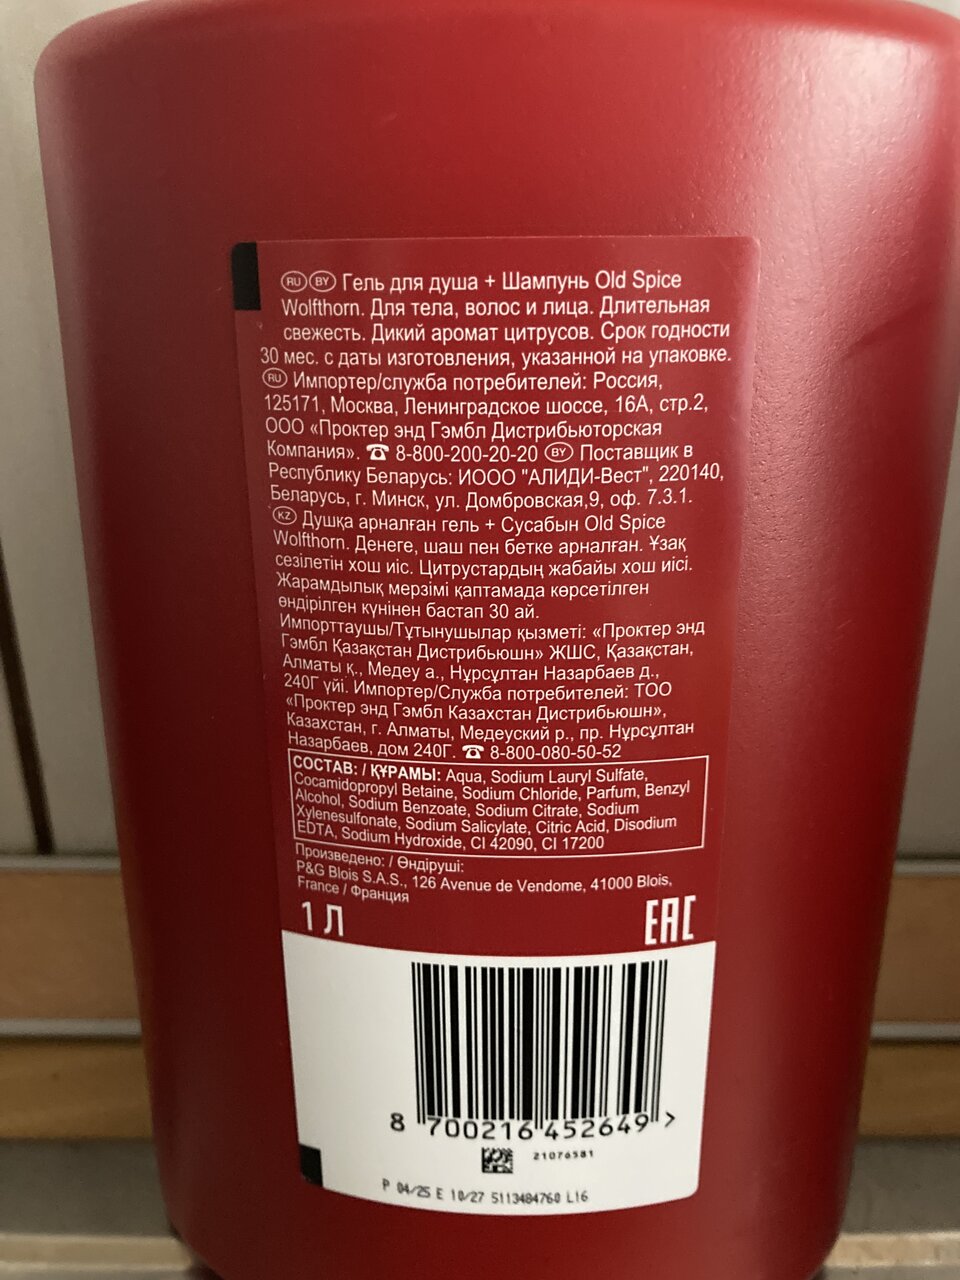 RU BY Гель для душа + Шампунь Old Spice
Wolfthorn. Для тела, волос и лица. Длительная
свежесть. Дикий аромат цитрусов. Срок годности
30 мес. с даты изготовления, указанной на упаковке.
RU Импортер/служба потребителей: Россия,
125171, Москва, Ленинградское шоссе, 16А, стр.2,
ООО «Проктер энд Гэмбл Дистрибьюторская
Компания». ☎ 8-800-200-20-20 BY Поставщик в
Республику Беларусь: ИООО "АЛИДИ-Вест", 220140,
Беларусь, г. Минск, ул. Домбровская,9, оф. 7.3.1.
KZ Душқа арналған гель + Сусабын Old Spice
Wolfthorn. Денеге, шаш пен бетке арналған. Ұзақ
сезілетін хош иіс. Цитрустардың жабайы хош иісі.
Жарамдылық мерзімі қаптамада көрсетілген
өндірілген күнінен бастап 30 ай.
Импорттаушы/Тұтынушылар қызметі: «Проктер энд
Гэмбл Қазақстан Дистрибьюшн» ЖШС, Қазақстан,
Алматы қ., Медеу а., Нұрсұлтан Назарбаев д.,
240Г үйі. Импортер/Служба потребителей: ТОО
«Проктер энд Гэмбл Казахстан Дистрибьюшн»,
Казахстан, г. Алматы, Медеуский р., пр. Нұрсұлтан
Назарбаев, дом 240Г. ☎ 8-800-080-50-52
СОСТАВ: / ҚҰРАМЫ: Aqua, Sodium Lauryl Sulfate,
Cocamidopropyl Betaine, Sodium Chloride, Parfum, Benzyl
Alcohol, Sodium Benzoate, Sodium Citrate, Sodium
Xylenesulfonate, Sodium Salicylate, Citric Acid, Disodium
EDTA, Sodium Hydroxide, CI 42090, CI 17200
Произведено: / Өндіруші:
P&G Blois S.A.S., 126 Avenue de Vendome, 41000 Blois,
France / Франция
1 Л EAC
8 700216 452649 >
21076581
P 04/25 E 10/27 5113484760 L16